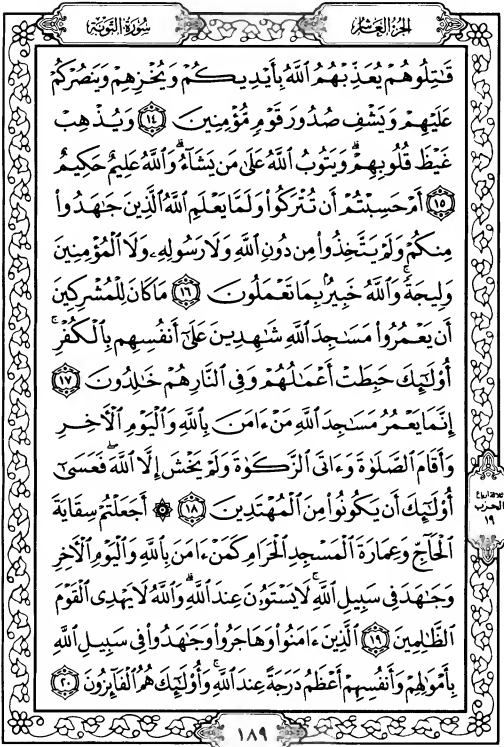 الجزء العاشر
سورة التوبة
قَـٰتِلُوهُمْ يُعَذِّبْهُمُ ٱللَّهُ بِأَيْدِيكُمْ وَيُخْزِهِمْ وَيَنصُرْكُمْ
عَلَيْهِمْ وَيَشْفِ صُدُورَ قَوْمٍ مُّؤْمِنِينَ ١٤ وَيُذْهِبْ
غَيْظَ قُلُوبِهِمْ ۗ وَيَتُوبُ ٱللَّهُ عَلَىٰ مَن يَشَآءُ ۗ وَٱللَّهُ عَلِيمٌ حَكِيمٌ
١٥ أَمْ حَسِبْتُمْ أَن تُتْرَكُوا۟ وَلَمَّا يَعْلَمِ ٱللَّهُ ٱلَّذِينَ جَـٰهَدُوا۟
مِنكُمْ وَلَمْ يَتَّخِذُوا۟ مِن دُونِ ٱللَّهِ وَلَا رَسُولِهِۦ وَلَا ٱلْمُؤْمِنِينَ
وَلِيجَةً ۚ وَٱللَّهُ خَبِيرٌۢ بِمَا تَعْمَلُونَ ١٦ مَا كَانَ لِلْمُشْرِكِينَ
أَن يَعْمُرُوا۟ مَسَـٰجِدَ ٱللَّهِ شَـٰهِدِينَ عَلَىٰٓ أَنفُسِهِم بِٱلْكُفْرِ ۚ
أُو۟لَـٰٓئِكَ حَبِطَتْ أَعْمَـٰلُهُمْ وَفِى ٱلنَّارِ هُمْ خَـٰلِدُونَ ١٧
إِنَّمَا يَعْمُرُ مَسَـٰجِدَ ٱللَّهِ مَنْ ءَامَنَ بِٱللَّهِ وَٱلْيَوْمِ ٱلْـَٔاخِرِ
وَأَقَامَ ٱلصَّلَوٰةَ وَءَاتَى ٱلزَّكَوٰةَ وَلَمْ يَخْشَ إِلَّا ٱللَّهَ ۖ فَعَسَىٰٓ
أُو۟لَـٰٓئِكَ أَن يَكُونُوا۟ مِنَ ٱلْمُهْتَدِينَ ١٨ ۞ أَجَعَلْتُمْ سِقَايَةَ
ٱلْحَآجِّ وَعِمَارَةَ ٱلْمَسْجِدِ ٱلْحَرَامِ كَمَنْ ءَامَنَ بِٱللَّهِ وَٱلْيَوْمِ ٱلْـَٔاخِرِ
وَجَـٰهَدَ فِى سَبِيلِ ٱللَّهِ ۚ لَا يَسْتَوُۥنَ عِندَ ٱللَّهِ ۗ وَٱللَّهُ لَا يَهْدِى ٱلْقَوْمَ
ٱلظَّـٰلِمِينَ ١٩ ٱلَّذِينَ ءَامَنُوا۟ وَهَاجَرُوا۟ وَجَـٰهَدُوا۟ فِى سَبِيلِ ٱللَّهِ
بِأَمْوَٰلِهِمْ وَأَنفُسِهِمْ أَعْظَمُ دَرَجَةً عِندَ ٱللَّهِ ۚ وَأُو۟لَـٰٓئِكَ هُمُ ٱلْفَآئِزُونَ ٢٠
ثلاثة أرباع
الحزب
١٩
١٨٩